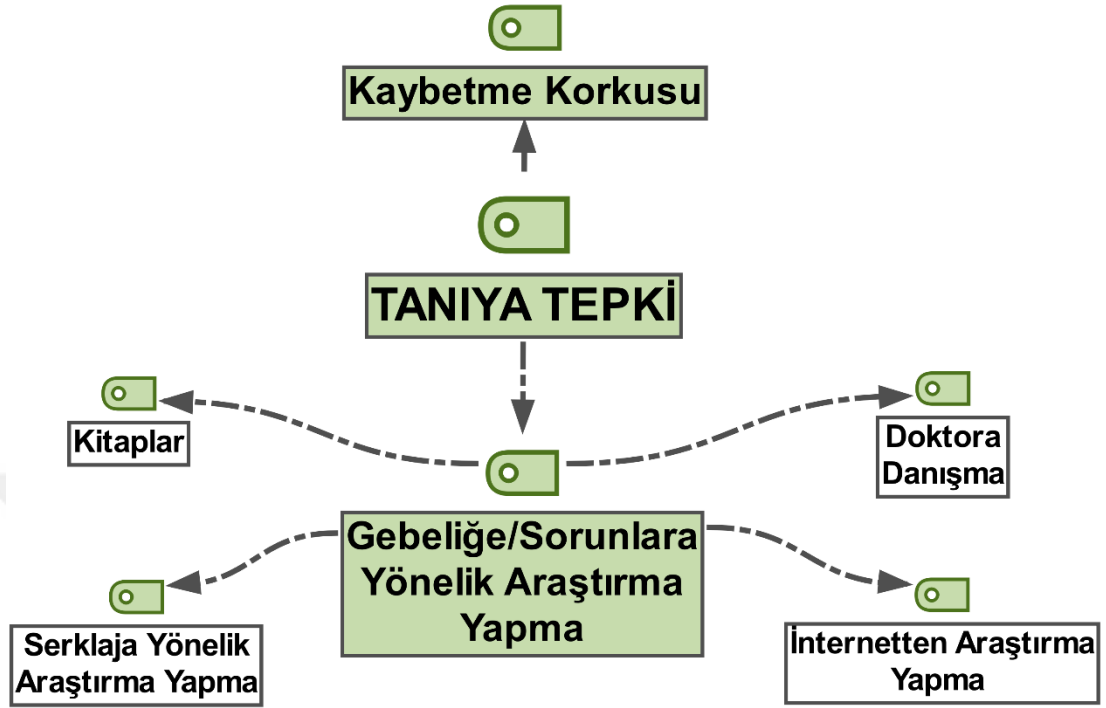 Kaybetme Korkusu
TANIYA TEPKİ
Kitaplar
Doktora
Danışma
Gebeliğe/Sorunlara
Yönelik Araştırma
Yapma
Serklaja Yönelik
Araştırma Yapma
İnternetten Araştırma
Yapma